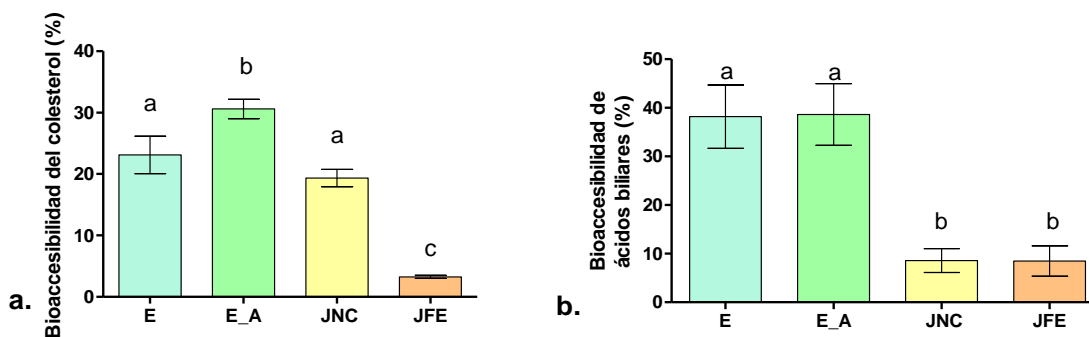 Bioaccesibilidad del colesterol (%)
40
30
20
10
0
a
b
a
c
E
E_A
JNC
JFE
a.
Bioaccesibilidad de
ácidos biliares (%)
50
40
30
20
10
0
a
a
b
b
E
E_A
JNC
JFE
b.